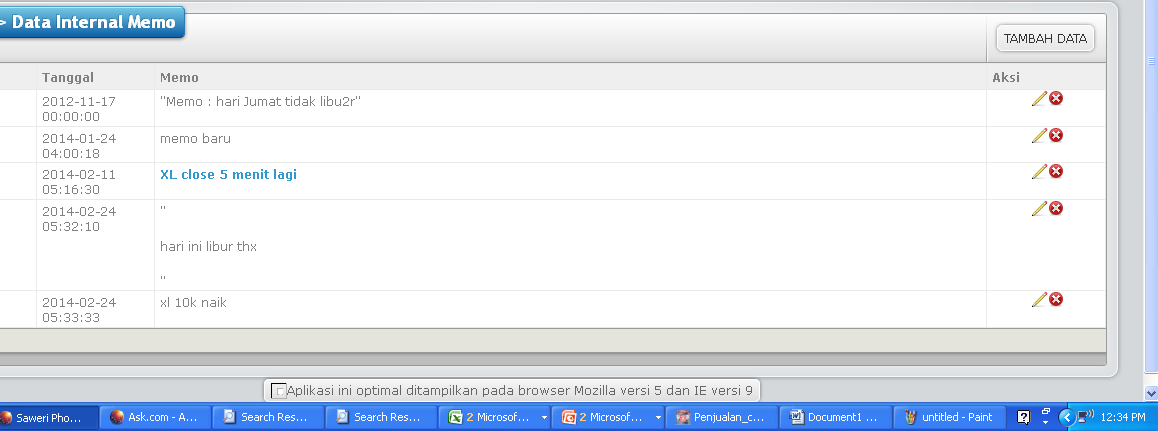 > Data Internal Memo
TAMBAH DATA
Tanggal Memo Aksi
2012-11-17 00:00:00 "Memo : hari Jumat tidak libu2r"
2014-01-24 04:00:18 memo baru
2014-02-11 05:16:30 XL close 5 menit lagi
2014-02-24 05:32:10 "
hari ini libur thx
"
2014-02-24 05:33:33 xl 10k naik
Aplikasi ini optimal ditampilkan pada browser Mozilla versi 5 dan IE versi 9
Saweri Pho... Ask.com - A... Search Res... Search Res... 2 Microsof... 2 Microsof... Penjualan_c... Document1 ... untitled - Paint 12:34 PM